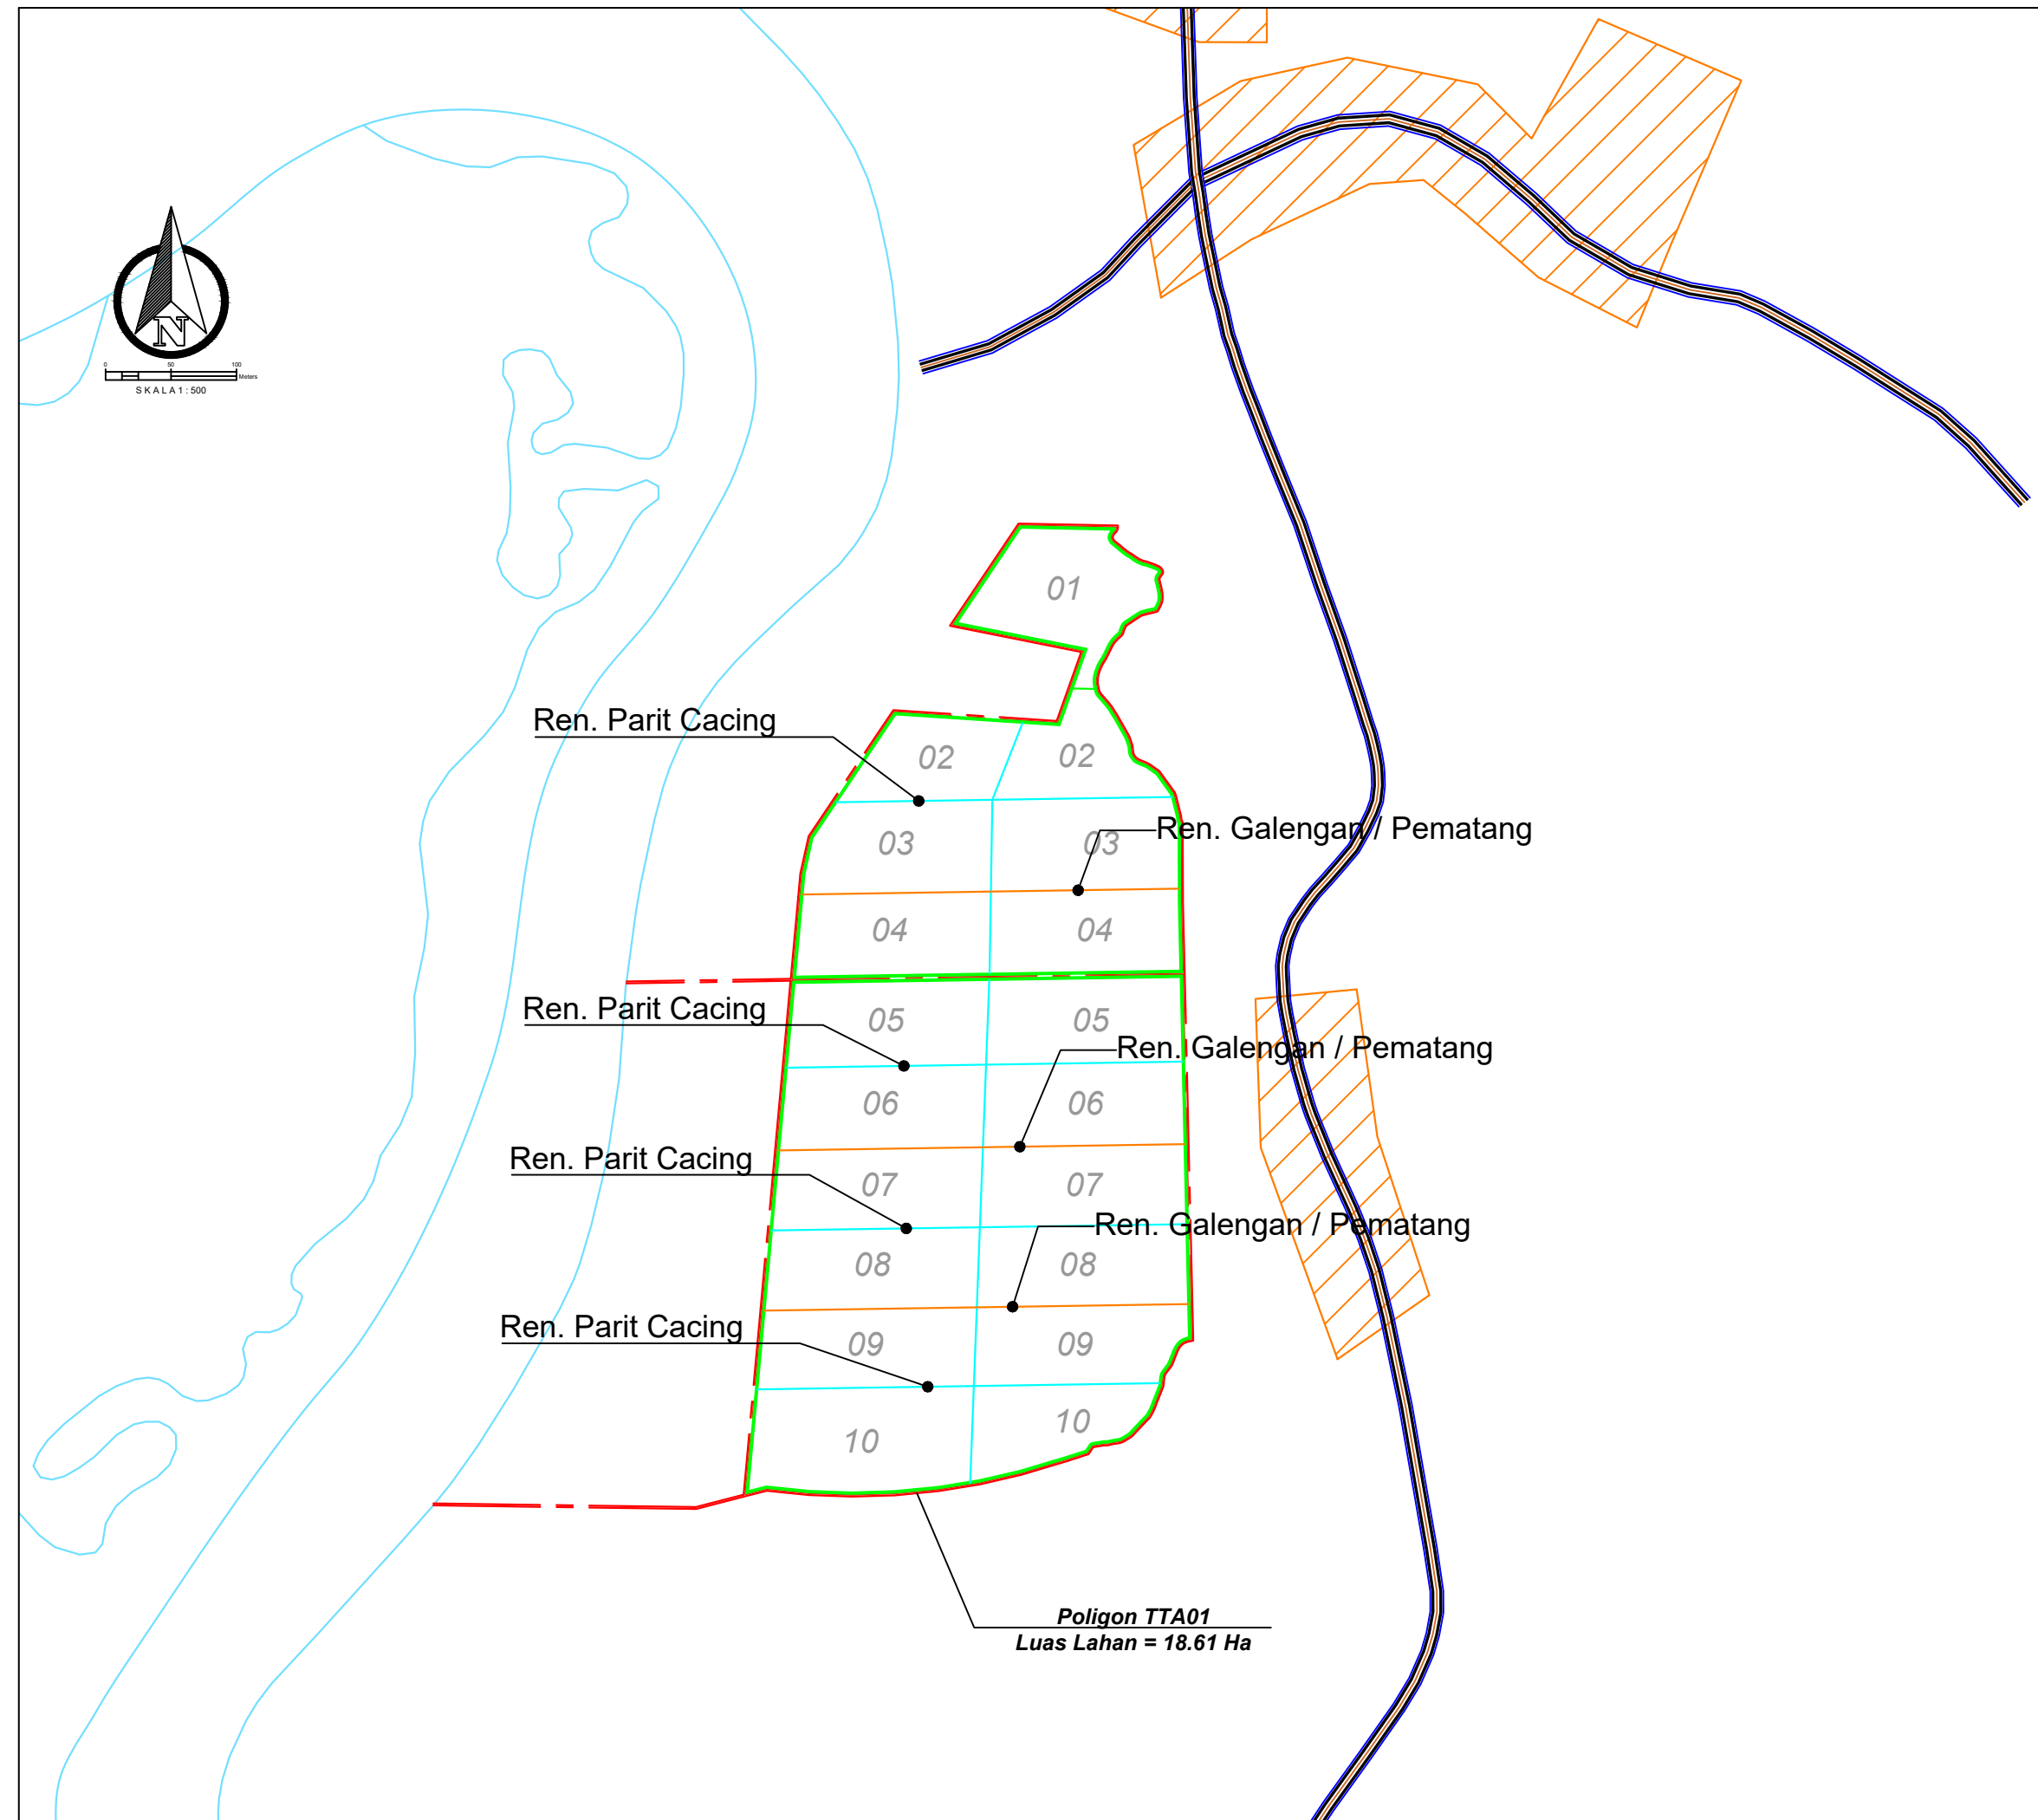 N
0 50 100
Meters
SKALA 1 : 500
01
Ren. Parit Cacing
02 02
Ren. Galengan / Pematang
03 03
04 04
Ren. Parit Cacing
05 05
Ren. Galengan / Pematang
06 06
Ren. Parit Cacing
07 07
Ren. Galengan / Pematang
08 08
Ren. Parit Cacing
09 09
10 10
Poligon TTA01
Luas Lahan = 18.61 Ha